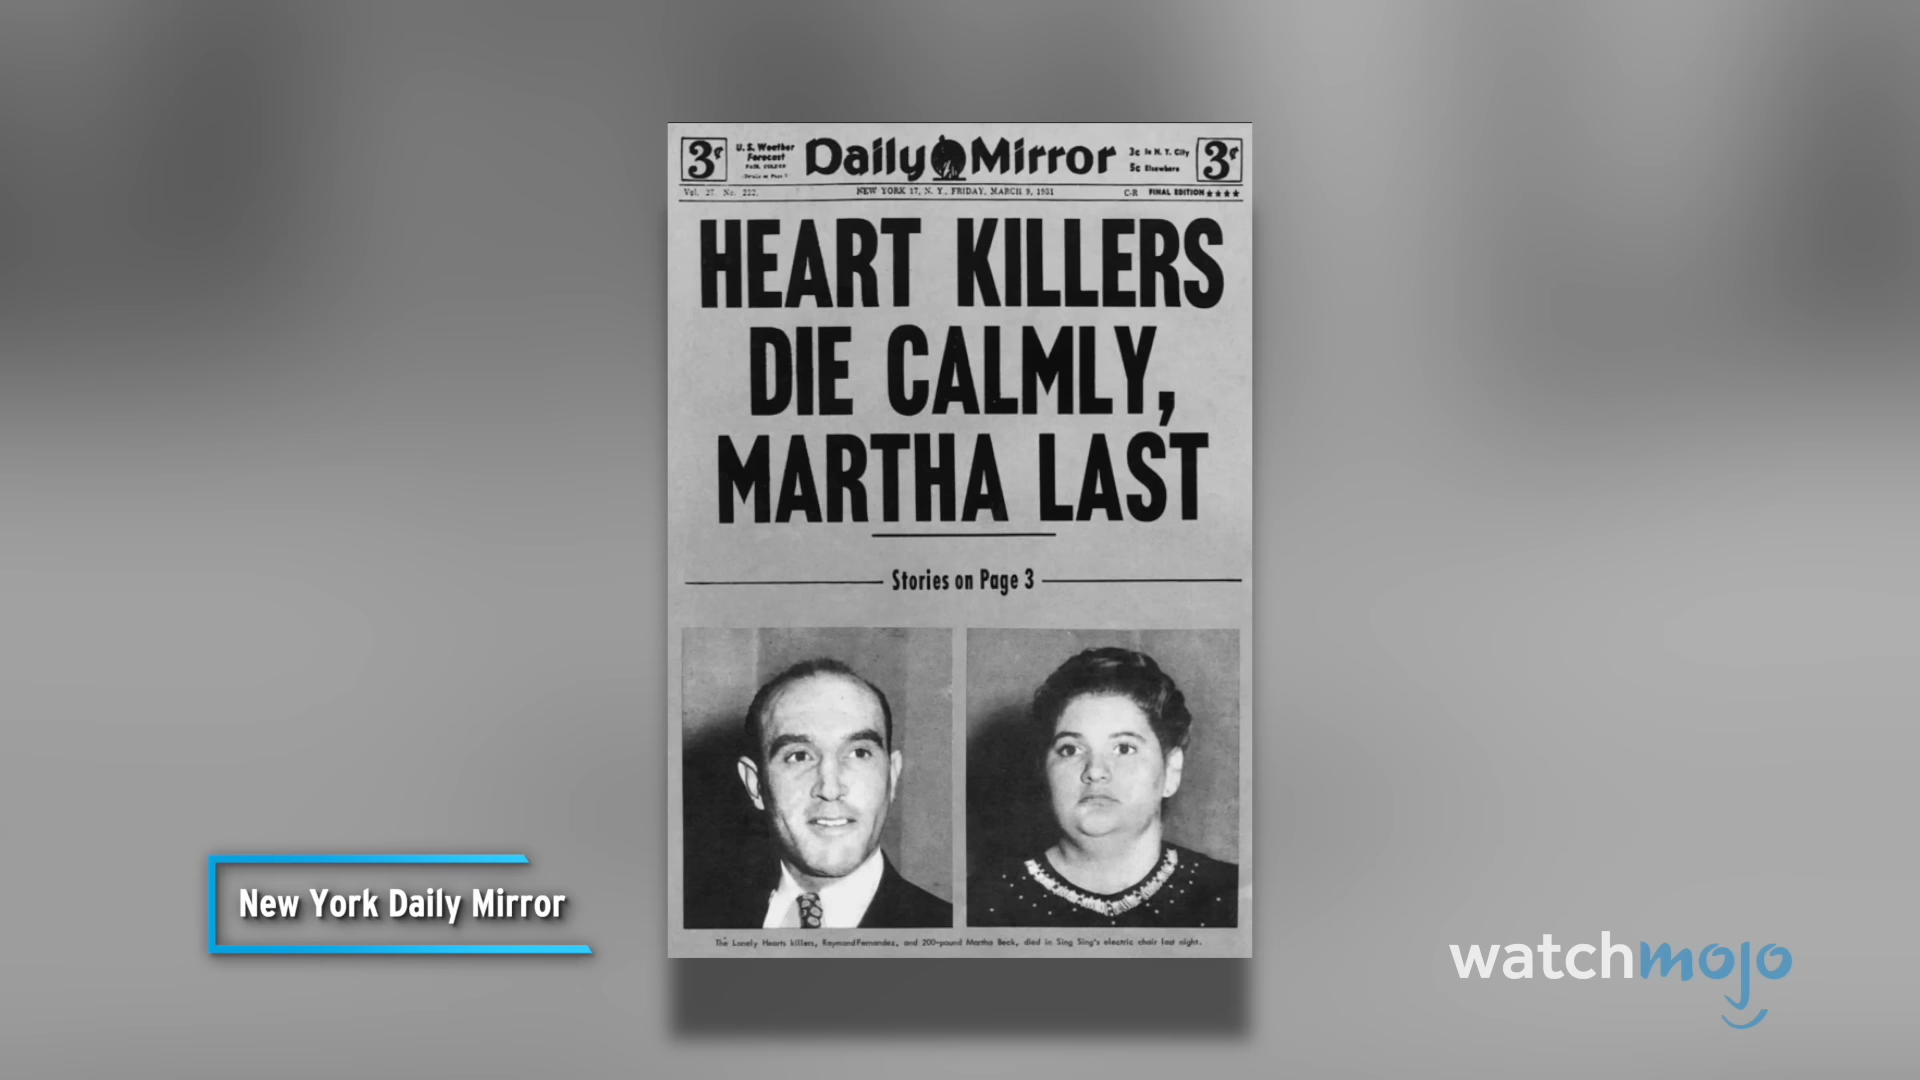 3¢
U. S. Weather
Forecast
Daily Mirror
3c in N. Y. City
5c Elsewhere
3¢
Vol. 27. No. 222.
NEW YORK 17, N. Y., FRIDAY, MARCH 9, 1951
C-R FINAL EDITION ★★★★
HEART KILLERS
DIE CALMLY,
MARTHA LAST
Stories on Page 3
The Lonely Hearts killers, Raymond Fernandez, and 200-pound Martha Beck, died in Sing Sing's electric chair last night.
New York Daily Mirror
watchmojo